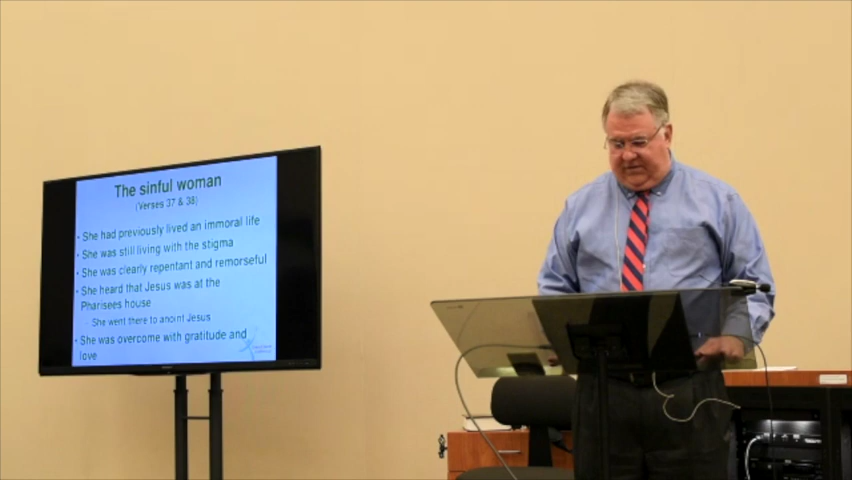 The sinful woman
(Verses 37 & 38)
• She had previously lived an immoral life
• She was still living with the stigma
• She was clearly repentant and remorseful
• She heard that Jesus was at the
Pharisees house
– She went there to anoint Jesus
• She was overcome with gratitude and
love